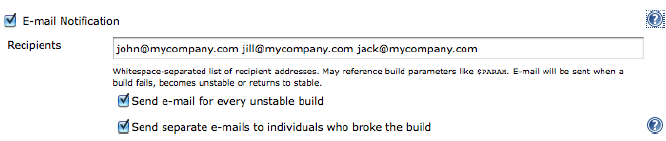 E-mail Notification
Recipients
john@mycompany.com jill@mycompany.com jack@mycompany.com
Whitespace-separated list of recipient addresses. May reference build parameters like $PARAM. E-mail will be sent when a
build fails, becomes unstable or returns to stable.
Send e-mail for every unstable build
Send separate e-mails to individuals who broke the build